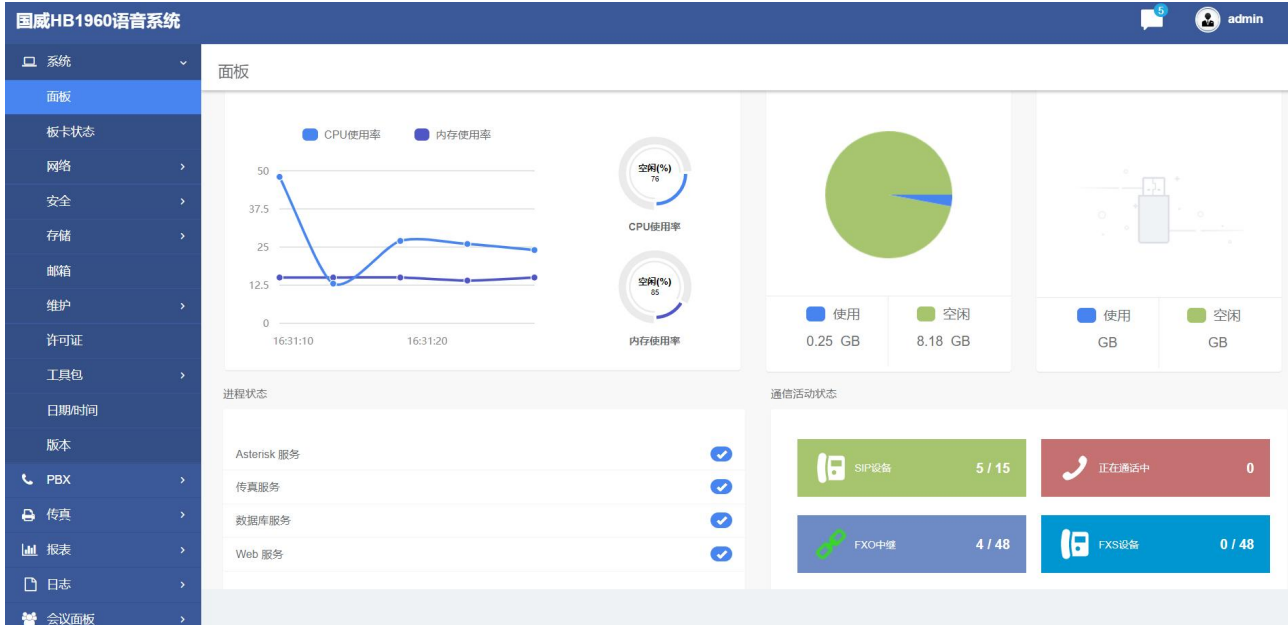 国威HB1960语音系统
5
admin
系统
面板
板卡状态
网络
安全
存储
邮箱
维护
许可证
工具包
日期/时间
版本
PBX
传真
报表
日志
会议面板
面板
CPU使用率 内存使用率
50
37.5
25
12.5
0
16:31:10 16:31:20
空闲(%)
76
CPU使用率
空闲(%)
85
内存使用率
使用 空闲
0.25 GB 8.18 GB
使用 空闲
GB GB
进程状态
Asterisk 服务
传真服务
数据库服务
Web 服务
通信活动状态
SIP设备 5 / 15
正在通话中 0
FXO中继 4 / 48
FXS设备 0 / 48